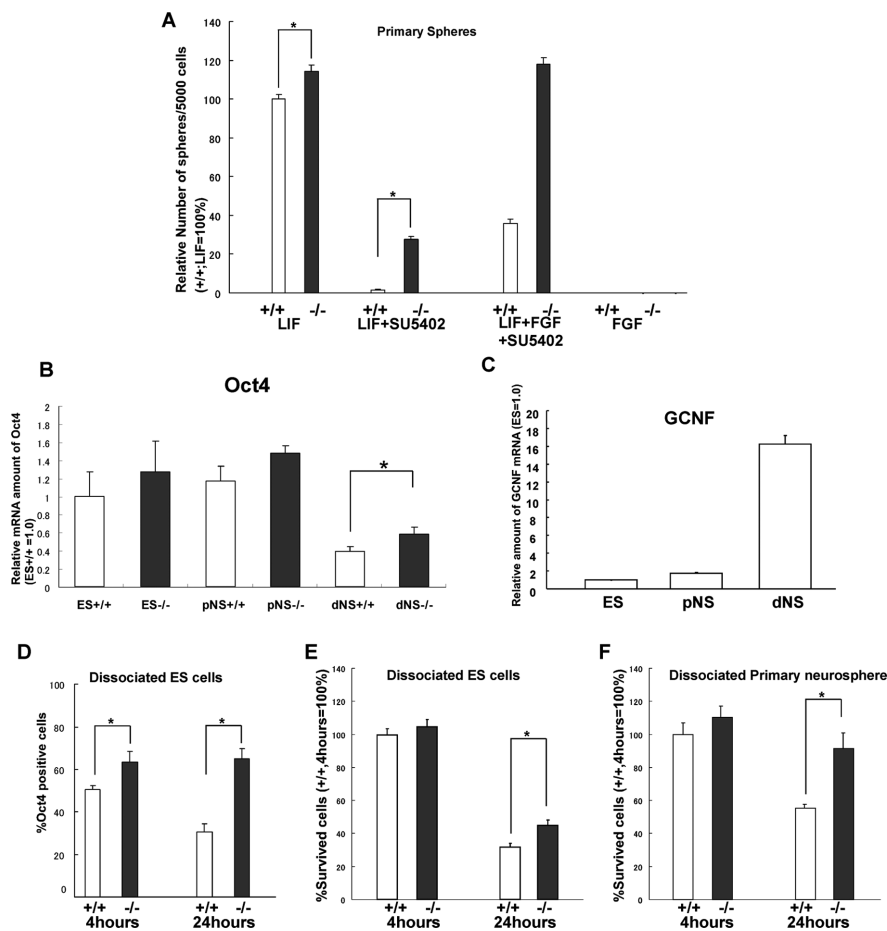 A
Primary Spheres
Relative Number of spheres/5000 cells
(+/+;LIF=100%)
140
120
100
80
60
40
20
0
*
*
+/+ -/- +/+ -/- +/+ -/- +/+ -/-
LIF LIF+SU5402 LIF+FGF FGF
+SU5402
B
Oct4
Relative mRNA amount of Oct4
(ES+/+ =1.0)
2
1.8
1.4
1
0.8
0.6
0.4
0
*
ES+/+ ES-/- pNS+/+ pNS-/- dNS+/+ dNS-/-
C
GCNF
Relative amount of GCNF mRNA (ES=1.0)
20
18
16
14
12
10
8
6
4
2
0
ES pNS dNS
D
Dissociated ES cells
%Oct4 positive cells
100
80
60
40
20
0
* *
+/+ -/- +/+ -/-
4hours 24hours
E
Dissociated ES cells
%Survived cells (+/+,4hours=100%)
140
120
100
80
60
40
20
0
*
+/+ -/- +/+ -/-
4hours 24hours
F
Dissociated Primary neurosphere
%Survived cells (+/+,4hours=100%)
140
120
100
80
60
40
20
0
*
+/+ -/- +/+ -/-
4hours 24hours